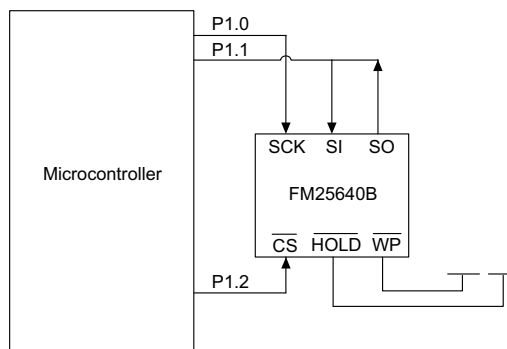 P1.0
P1.1
SCK SI SO
Microcontroller
FM25640B
CS HOLD WP
P1.2